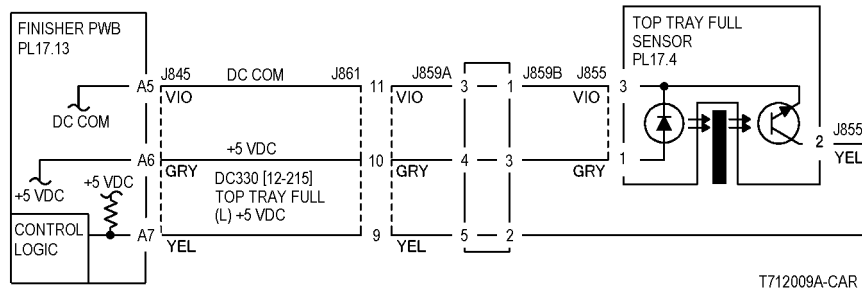 FINISHER PWB
PL17.13
TOP TRAY FULL
SENSOR
PL17.4
A5 J845 DC COM J861 J859A J859B J855
VIO 11 VIO 3 1 VIO 3
DC COM
2 J855
YEL
A6 +5 VDC 10 4 3 1
GRY GRY GRY
+5 VDC +5 VDC
DC330 [12-215]
TOP TRAY FULL
(L) +5 VDC
CONTROL
LOGIC
A7 9 5 2
YEL YEL
T712009A-CAR